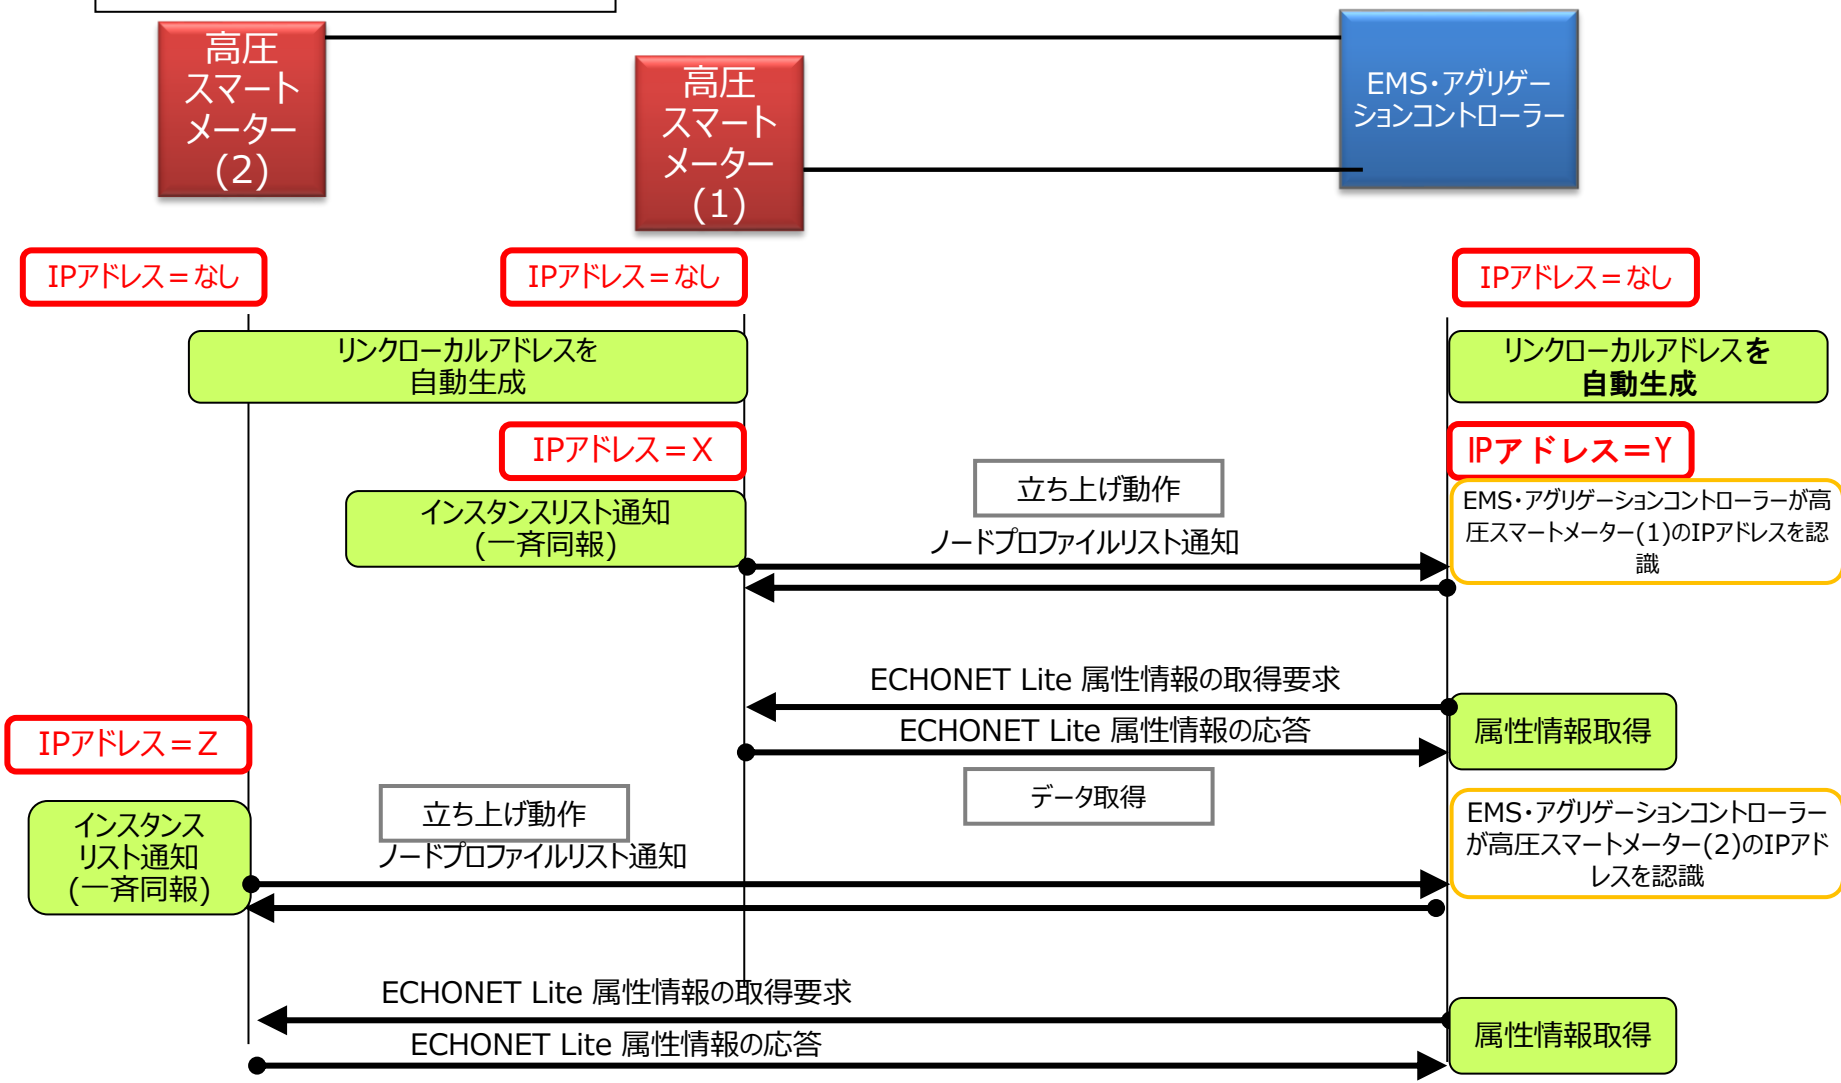 高圧
スマート
メーター
(2)
高圧
スマート
メーター
(1)
EMS・アグリゲー
ションコントローラー
IPアドレス＝なし
IPアドレス＝なし
IPアドレス＝なし
リンクローカルアドレスを
自動生成
リンクローカルアドレスを
自動生成
IPアドレス＝X
IPアドレス＝Y
立ち上げ動作
インスタンスリスト通知
(一斉同報)
ノードプロファイルリスト通知
EMS・アグリゲーションコントローラーが高
圧スマートメーター(1)のIPアドレスを認
識
ECHONET Lite 属性情報の取得要求
ECHONET Lite 属性情報の応答
属性情報取得
IPアドレス＝Z
データ取得
立ち上げ動作
インスタンス
リスト通知
(一斉同報)
ノードプロファイルリスト通知
EMS・アグリゲーションコントローラー
が高圧スマートメーター(2)のIPアド
レスを認識
ECHONET Lite 属性情報の取得要求
ECHONET Lite 属性情報の応答
属性情報取得